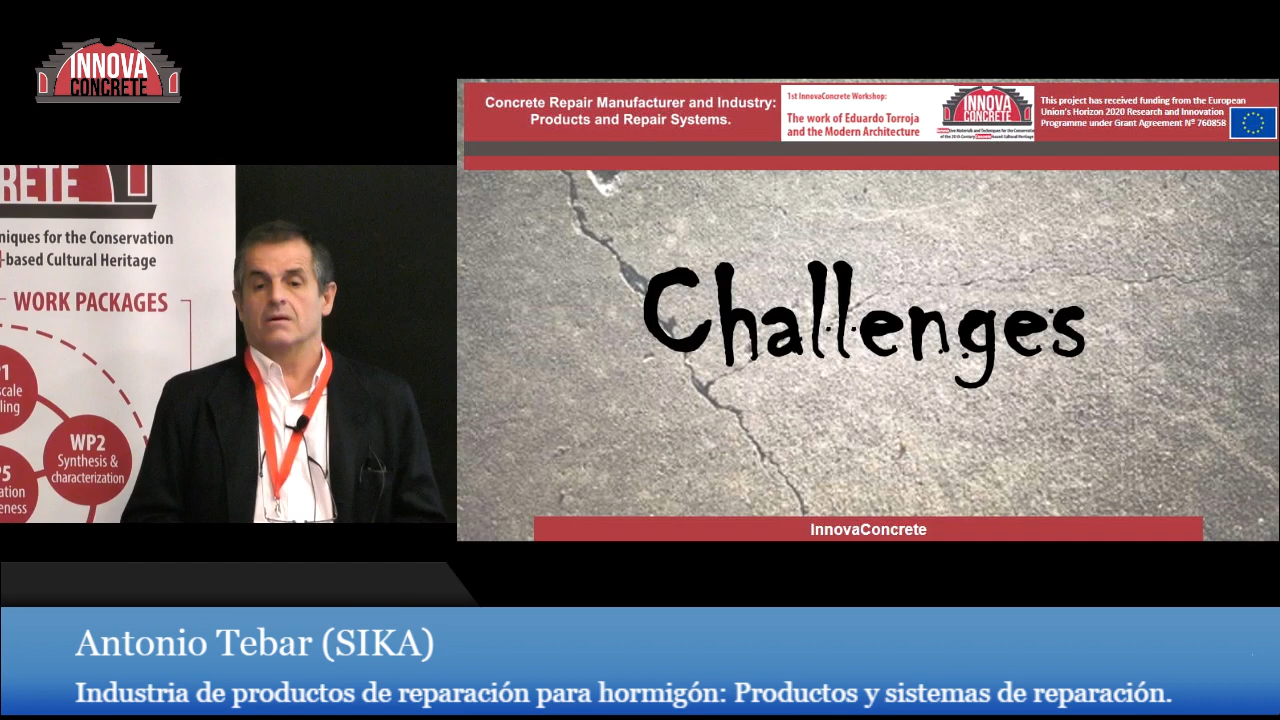 INNOVA
CONCRETE
CRETE
niques for the Conservation
-based Cultural Heritage
WORK PACKAGES
WP2
Synthesis &
characterization
Concrete Repair Manufacturer and Industry:
Products and Repair Systems.
1st InnovaConcrete Workshop:
The work of Eduardo Torroja
and the Modern Architecture
INNOVA
CONCRETE
This project has received funding from the European
Union's Horizon 2020 Research and Innovation
Programme under Grant Agreement Nº 760858
Challenges
InnovaConcrete
Antonio Tebar (SIKA)
Industria de productos de reparación para hormigón: Productos y sistemas de reparación.